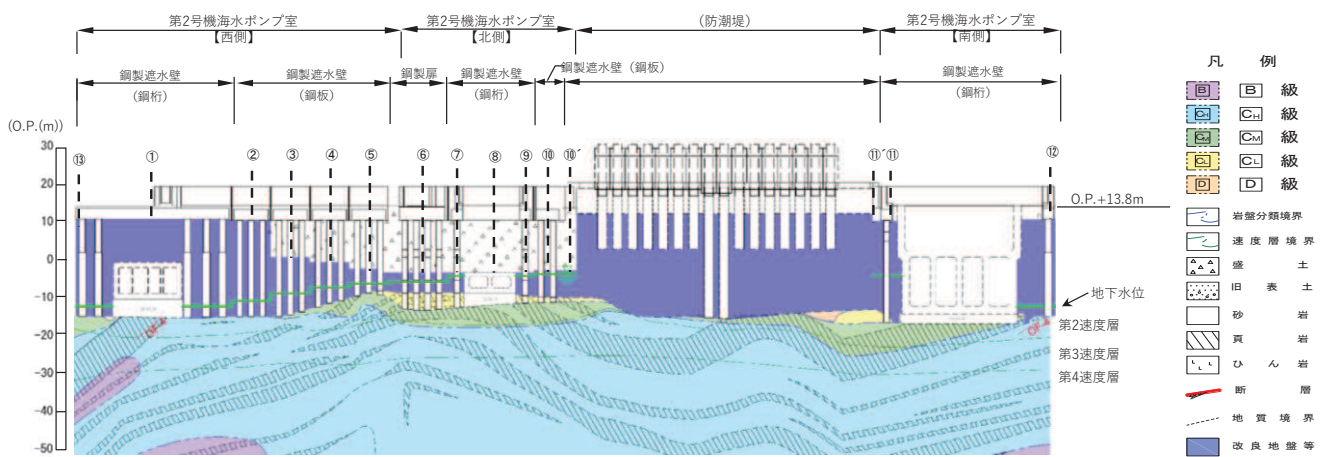 第2号機海水ポンプ室 第2号機海水ポンプ室 (防潮堤) 第2号機海水ポンプ室
【西側】 【北側】 【南側】
鋼製遮水壁 鋼製遮水壁 鋼製扉 鋼製遮水壁 鋼製遮水壁(鋼板) 鋼製遮水壁
(鋼桁) (鋼板) (鋼桁) (鋼桁)
(O.P.(m))
⑬ ① ② ③ ④ ⑤ ⑥ ⑦ ⑧ ⑨ ⑩ ⑩´ ⑪´ ⑪ ⑫
30
20
10
0
-10
-20
-30
-40
-50
O.P.+13.8m
地下水位
第2速度層
第3速度層
第4速度層
凡例
B B 級
CH CH 級
CM CM 級
CL CL 級
D D 級
岩盤分類境界
速度層境界
盛土
旧表土
砂岩
頁岩
ひん岩
断層
地質境界
改良地盤等